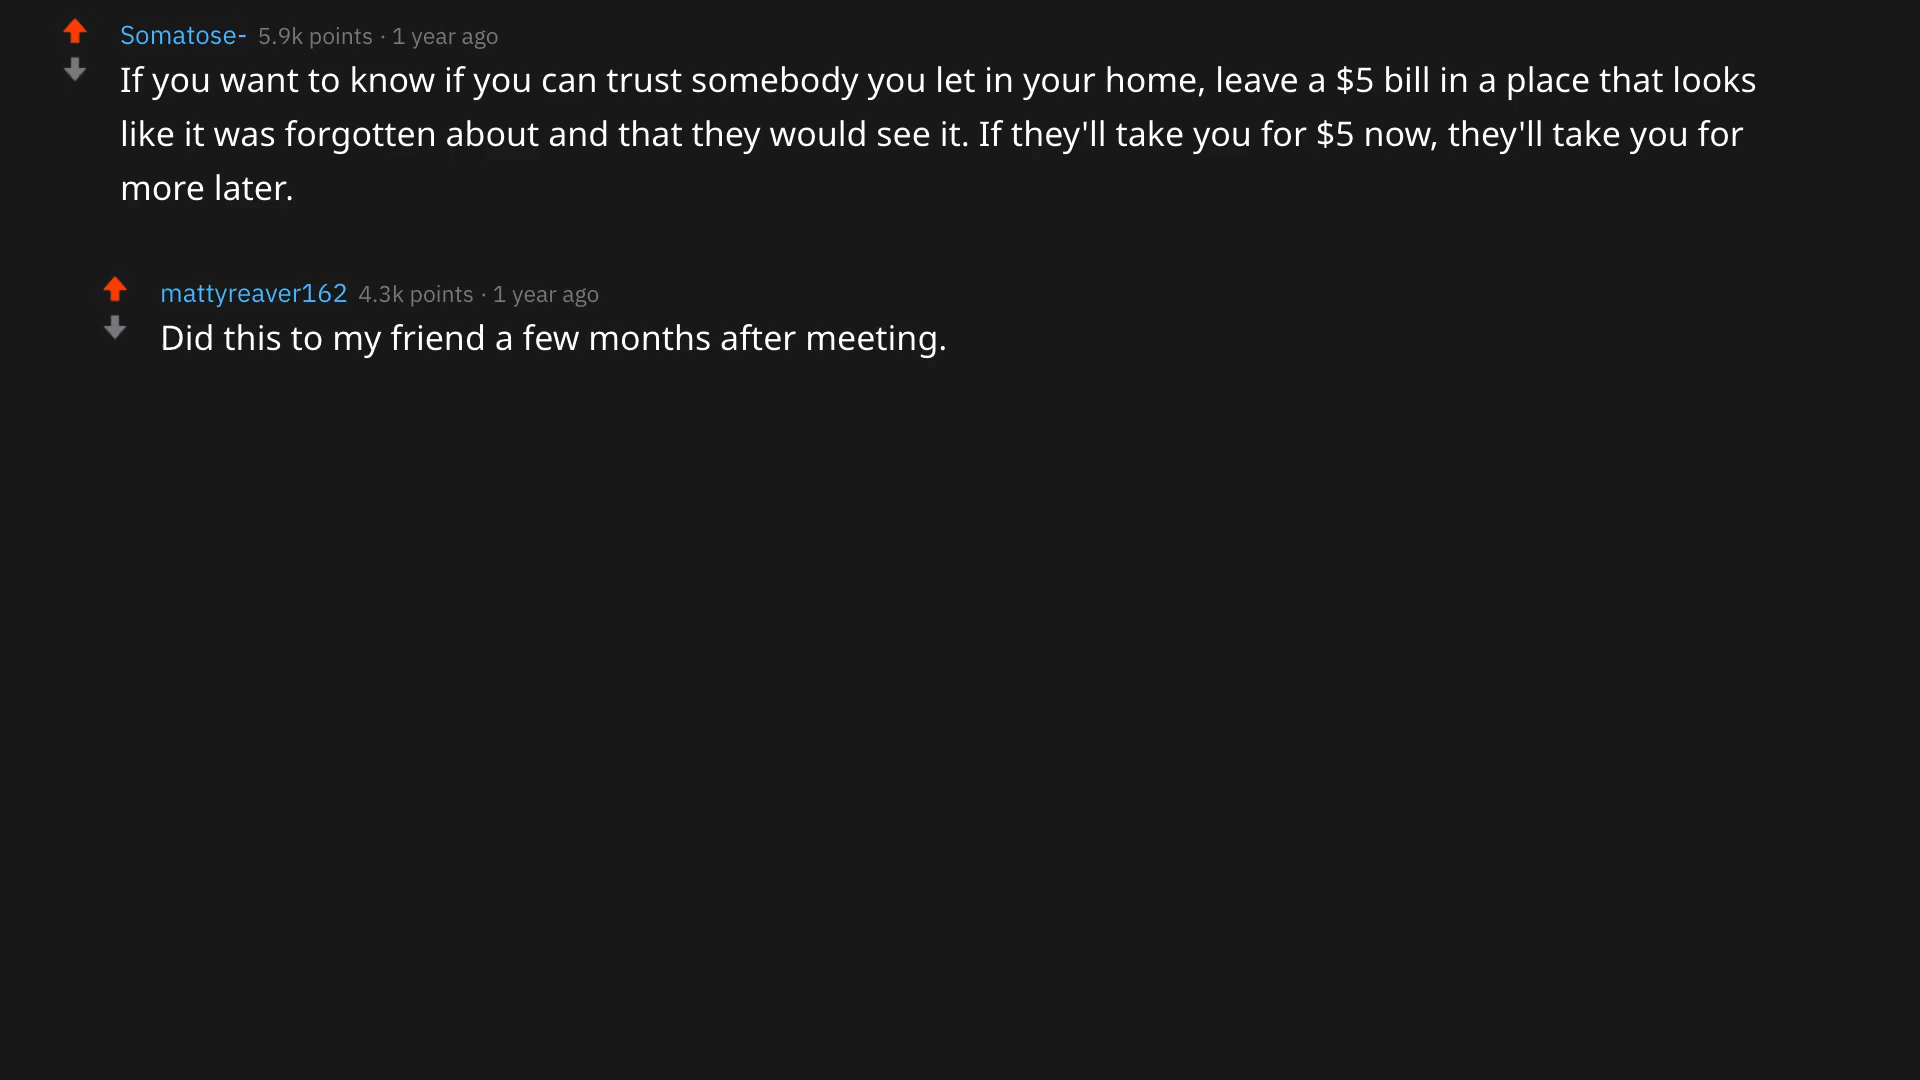 Somatose- 5.9k points · 1 year ago
If you want to know if you can trust somebody you let in your home, leave a $5 bill in a place that looks
like it was forgotten about and that they would see it. If they'll take you for $5 now, they'll take you for
more later.
mattyreaver162 4.3k points · 1 year ago
Did this to my friend a few months after meeting.